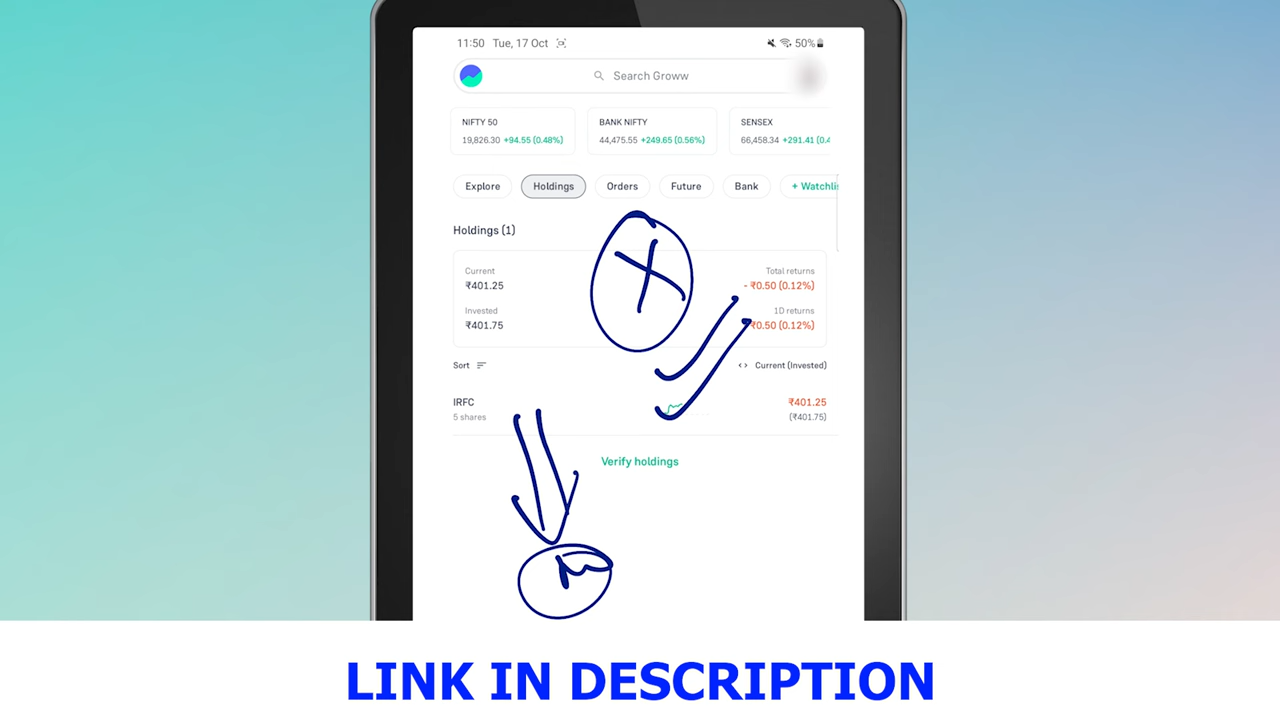 11:50 Tue, 17 Oct 50%
Search Groww
NIFTY 50 BANK NIFTY SENSEX
19,826.30 +94.55 (0.48%) 44,475.55 +249.65 (0.56%) 66,458.34 +291.41 (0.4
Explore Holdings Orders Future Bank + Watchli
Holdings (1)
Current Total returns
₹401.25 - ₹0.50 (0.12%)
Invested 1D returns
₹401.75 ₹0.50 (0.12%)
Sort <> Current (Invested)
IRFC ₹401.25
5 shares (₹401.75)
Verify holdings
LINK IN DESCRIPTION